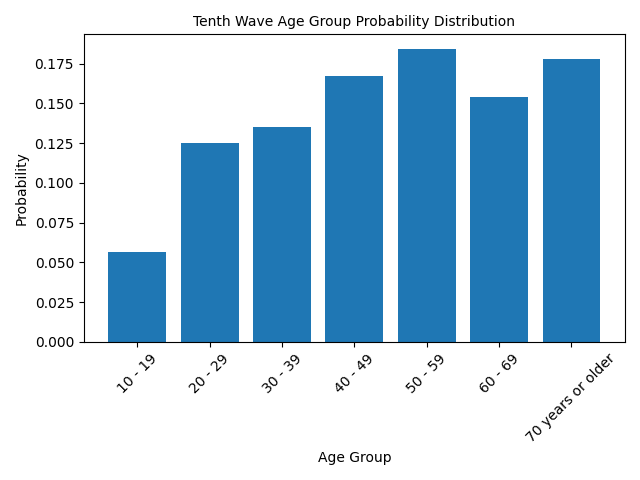 Tenth Wave Age Group Probability Distribution
0.175
0.150
0.125
0.100
0.075
0.050
0.025
0.000
Probability
10 - 19
20 - 29
30 - 39
40 - 49
50 - 59
60 - 69
70 years or older
Age Group